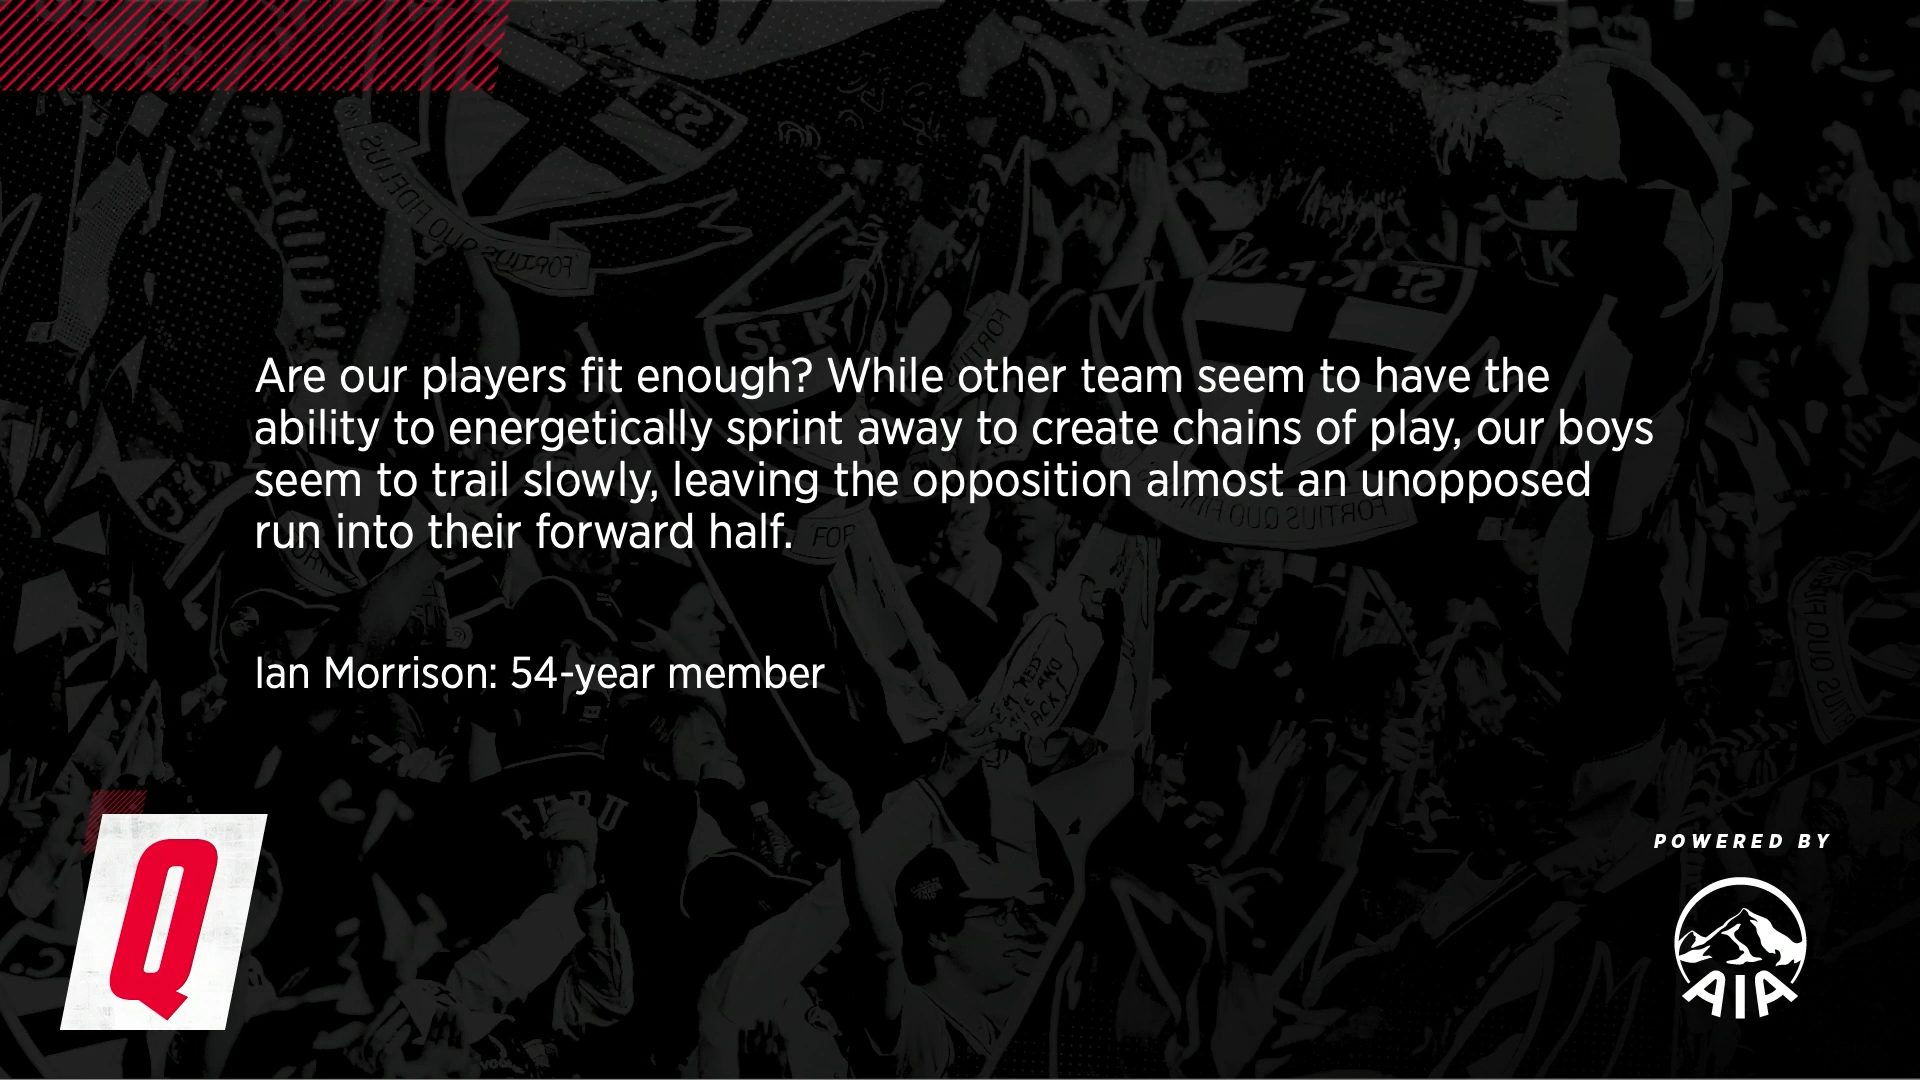 Are our players fit enough? While other team seem to have the
ability to energetically sprint away to create chains of play, our boys
seem to trail slowly, leaving the opposition almost an unopposed
run into their forward half.
Ian Morrison: 54-year member
Q
POWERED BY
AIA